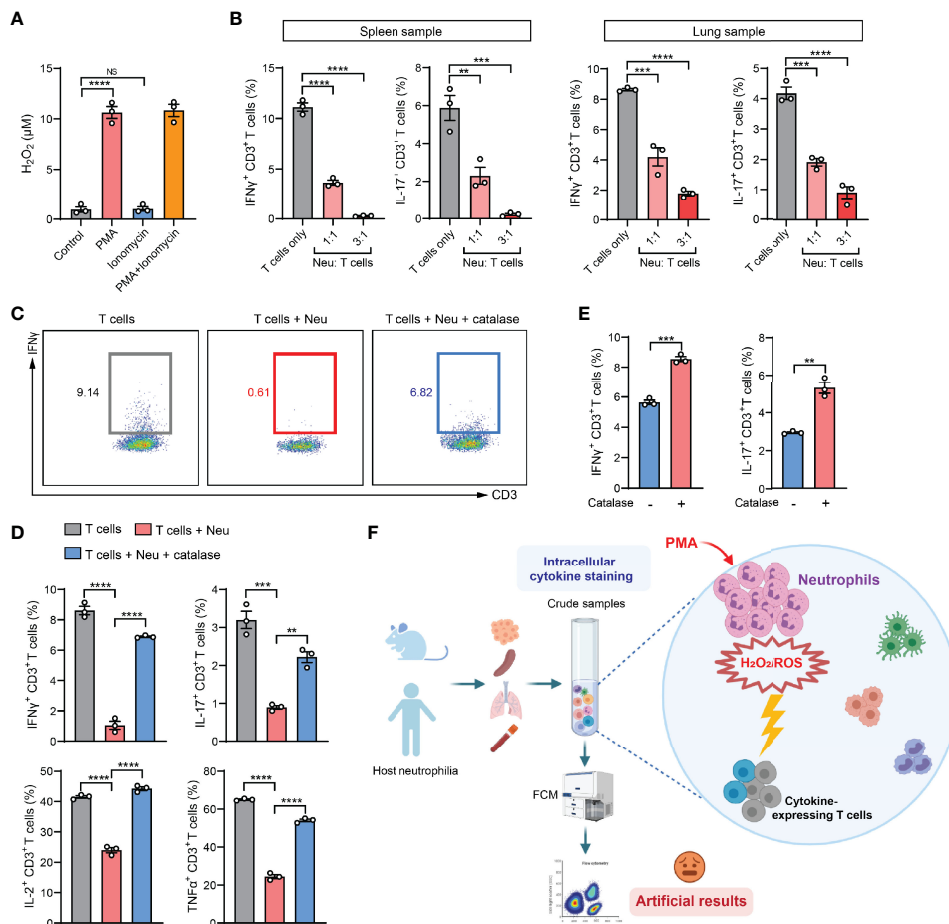 A
NS
****
15
10
5
0
H₂O₂ (μM)
Control
PMA
Ionomycin
PMA+Ionomycin
B
Spleen sample
Lung sample
****
****
15
10
5
0
IFNγ⁺ CD3⁺T cells (%)
T cells only
1:1
3:1
Neu: T cells
***
**
8
6
4
2
0
T cells (%)
T cells only
1:1
3:1
Neu: T cells
****
***
10
8
6
4
2
0
IFNγ⁺ CD3⁺T cells (%)
T cells only
1:1
3:1
Neu: T cells
****
***
5
4
3
2
1
0
IL-17⁺ CD3⁺T cells (%)
T cells only
1:1
3:1
Neu: T cells
C
T cells
T cells + Neu
T cells + Neu + catalase
IFNγ
9.14
0.61
6.82
CD3
E
***
10
8
6
4
2
0
IFNγ⁺ CD3⁺T cells (%)
Catalase - +
**
8
6
4
2
0
IL-17⁺ CD3⁺T cells (%)
Catalase - +
D
T cells
T cells + Neu
T cells + Neu + catalase
****
****
10
8
6
4
2
0
IFNγ⁺ CD3⁺T cells (%)
***
**
4
3
2
1
0
IL-17⁺ CD3⁺T cells (%)
****
****
50
40
30
20
10
0
IL-2⁺ CD3⁺T cells (%)
****
****
80
60
40
20
0
TNFα⁺ CD3⁺T cells (%)
F
Intracellular
cytokine staining
Crude samples
Host neutrophilia
FCM
Flow cytometry
Artificial results
PMA
Neutrophils
H₂O₂/ROS
Cytokine-
expressing T cells